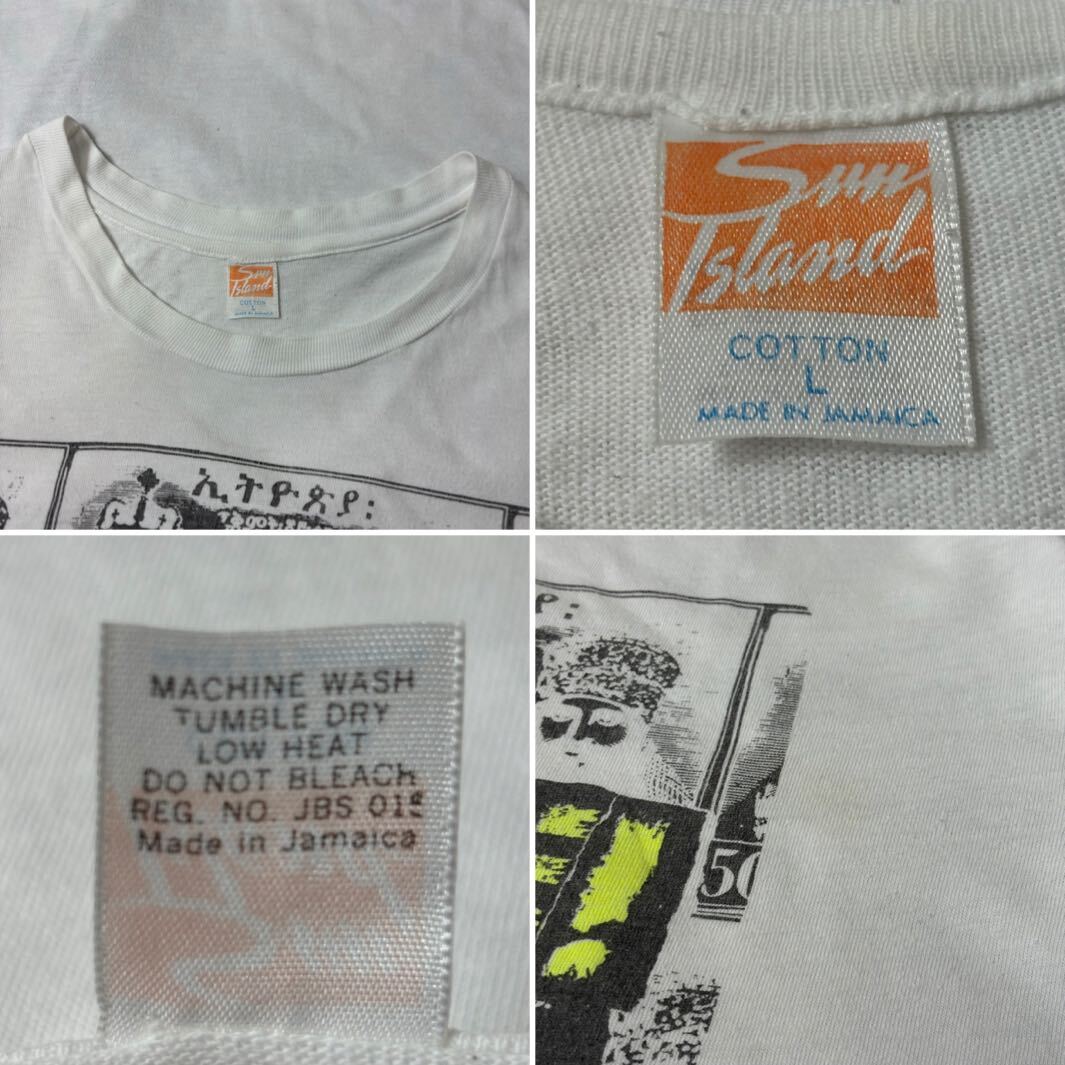 Sun
Island
COTTON
L
MADE IN JAMAICA
ኢትዮጵያ:
Sun
Island
COTTON
L
MADE IN JAMAICA
MACHINE WASH
TUMBLE DRY
LOW HEAT
DO NOT BLEACH
REG. NO. JBS
Made in Jamaica
50